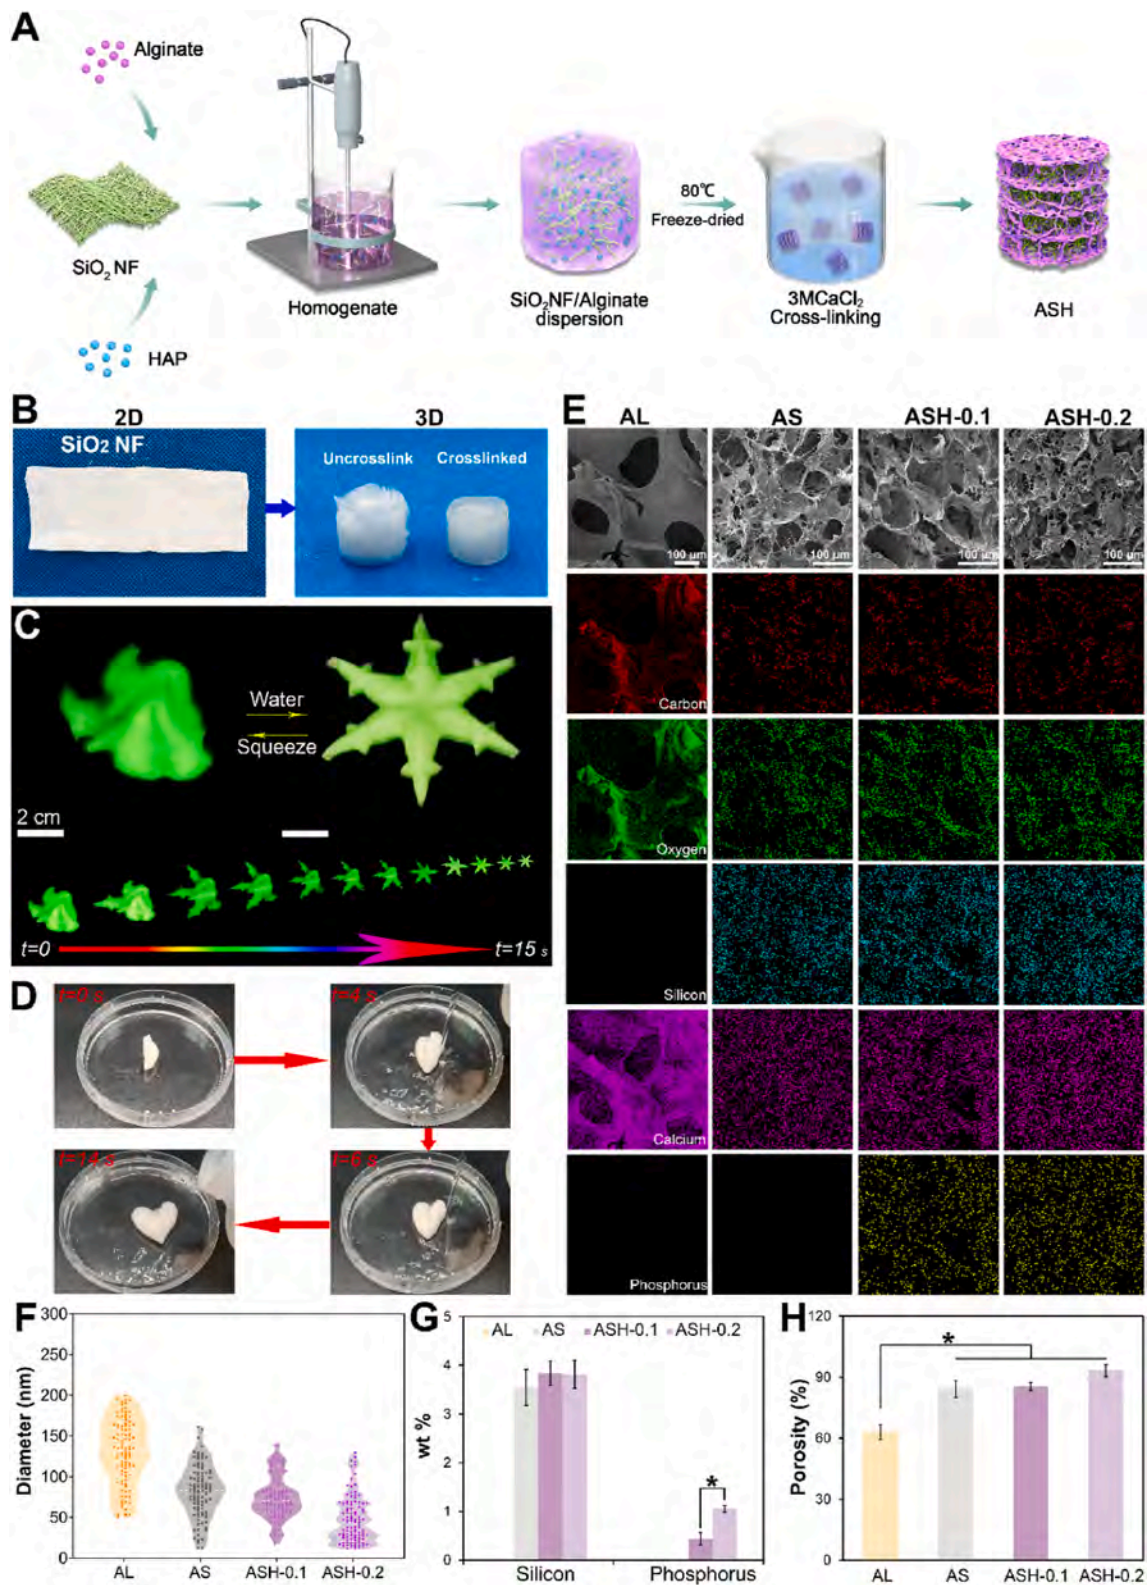 A
Alginate
SiO2 NF
HAP
Homogenate
SiO2NF/Alginate
dispersion
80℃
Freeze-dried
3MCaCl2
Cross-linking
ASH
B
2D
3D
SiO2 NF
Uncrosslink
Crosslinked
C
Water
Squeeze
2 cm
t=0
t=15 s
D
t=0 s
t=4 s
t=14 s
t=6 s
E
AL
AS
ASH-0.1
ASH-0.2
100 μm
100 μm
100 μm
100 μm
Carbon
Oxygen
Silicon
Calcium
Phosphorus
F
Diameter (nm)
300
250
200
150
100
50
0
AL
AS
ASH-0.1
ASH-0.2
G
wt %
5
4
3
2
1
0
AL
AS
ASH-0.1
ASH-0.2
*
Silicon
Phosphorus
H
Porosity (%)
120
90
60
30
0
*
AL
AS
ASH-0.1
ASH-0.2